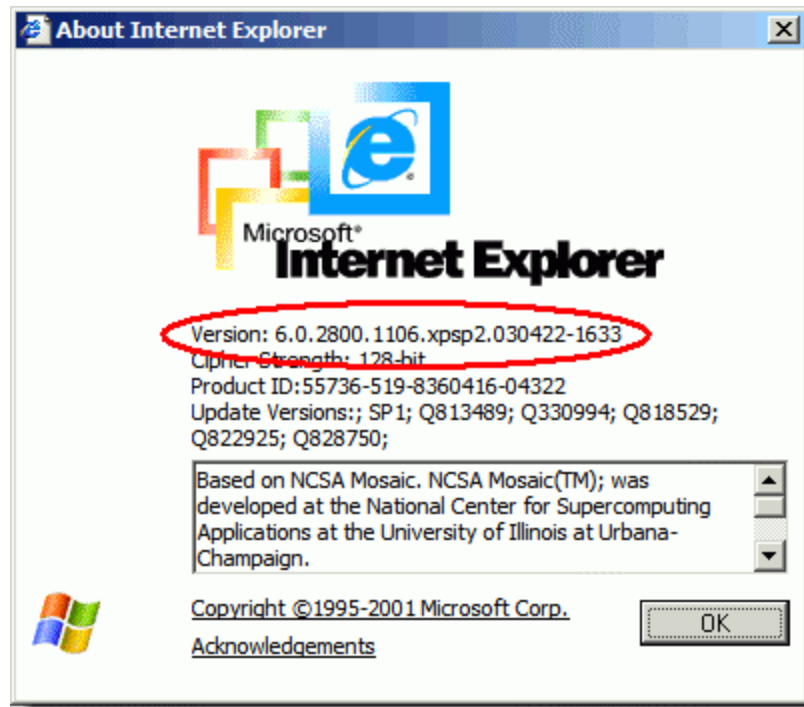 About Internet Explorer
Microsoft®
Internet Explorer
Version: 6.0.2800.1106.xpsp2.030422-1633
Cipher Strength: 128-bit
Product ID:55736-519-8360416-04322
Update Versions:; SP1; Q813489; Q330994; Q818529;
Q822925; Q828750;
Based on NCSA Mosaic. NCSA Mosaic(TM); was
developed at the National Center for Supercomputing
Applications at the University of Illinois at Urbana-
Champaign.
Copyright ©1995-2001 Microsoft Corp.
OK
Acknowledgements